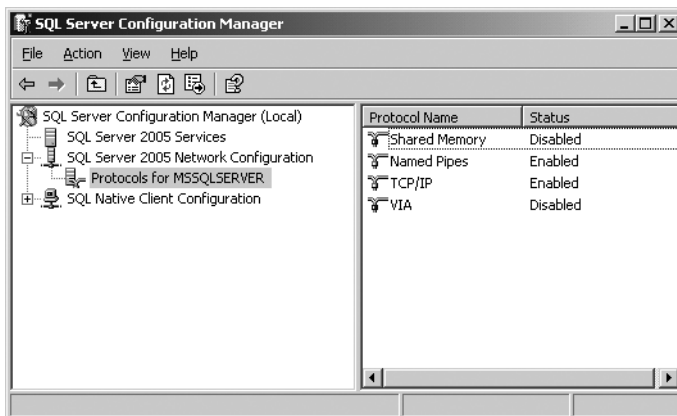 SQL Server Configuration Manager
File Action View Help
SQL Server Configuration Manager (Local)
SQL Server 2005 Services
SQL Server 2005 Network Configuration
Protocols for MSSQLSERVER
SQL Native Client Configuration
Protocol Name Status
Shared Memory Disabled
Named Pipes Enabled
TCP/IP Enabled
VIA Disabled